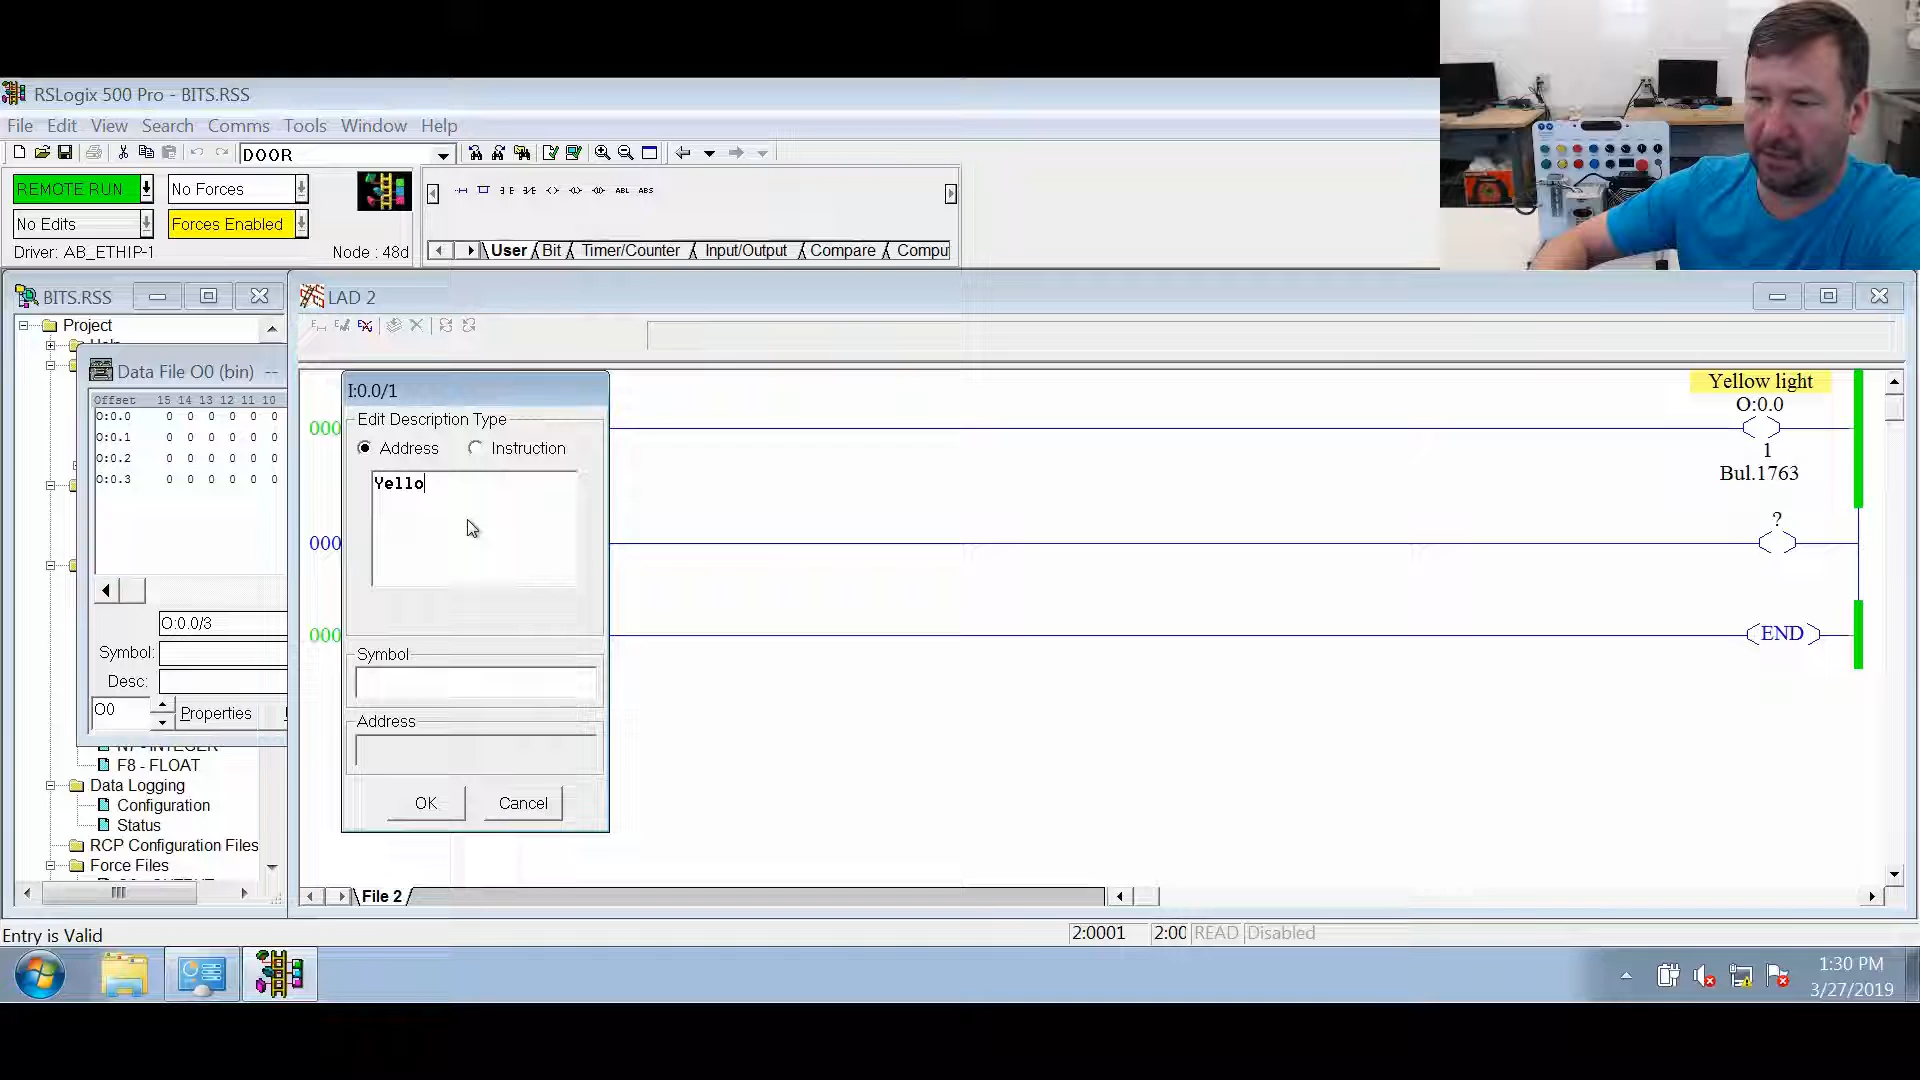 RSLogix 500 Pro - BITS.RSS
File Edit View Search Comms Tools Window Help
DOOR
REMOTE RUN
No Forces
No Edits
Forces Enabled
Driver: AB_ETHIP-1
Node : 48d
ABL ABS
User Bit Timer/Counter Input/Output Compare Compu
BITS.RSS
LAD 2
Project
Data File O0 (bin) --
Offset 15 14 13 12 11 10
O:0.0 0 0 0 0 0 0
O:0.1 0 0 0 0 0 0
O:0.2 0 0 0 0 0 0
O:0.3 0 0 0 0 0 0
O:0.0/3
Symbol:
Desc:
O0
Properties
F8 - FLOAT
Data Logging
Configuration
Status
RCP Configuration Files
Force Files
I:0.0/1
Edit Description Type
Address Instruction
Yello
Symbol
Address
OK Cancel
000
000
000
Yellow light
O:0.0
1
Bul.1763
?
END
File 2
Entry is Valid
2:0001 2:00 READ Disabled
1:30 PM
3/27/2019